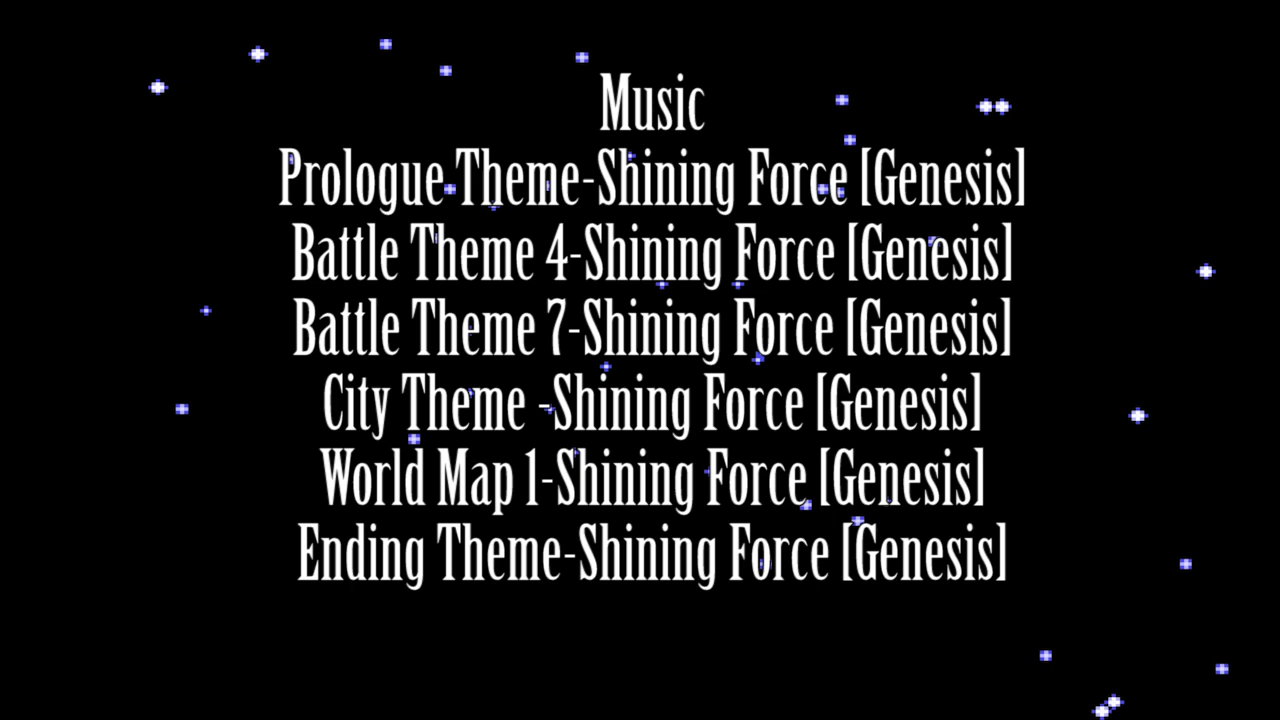 Music
Prologue Theme-Shining Force [Genesis]
Battle Theme 4-Shining Force [Genesis]
Battle Theme 7-Shining Force [Genesis]
City Theme -Shining Force [Genesis]
World Map 1-Shining Force [Genesis]
Ending Theme-Shining Force [Genesis]